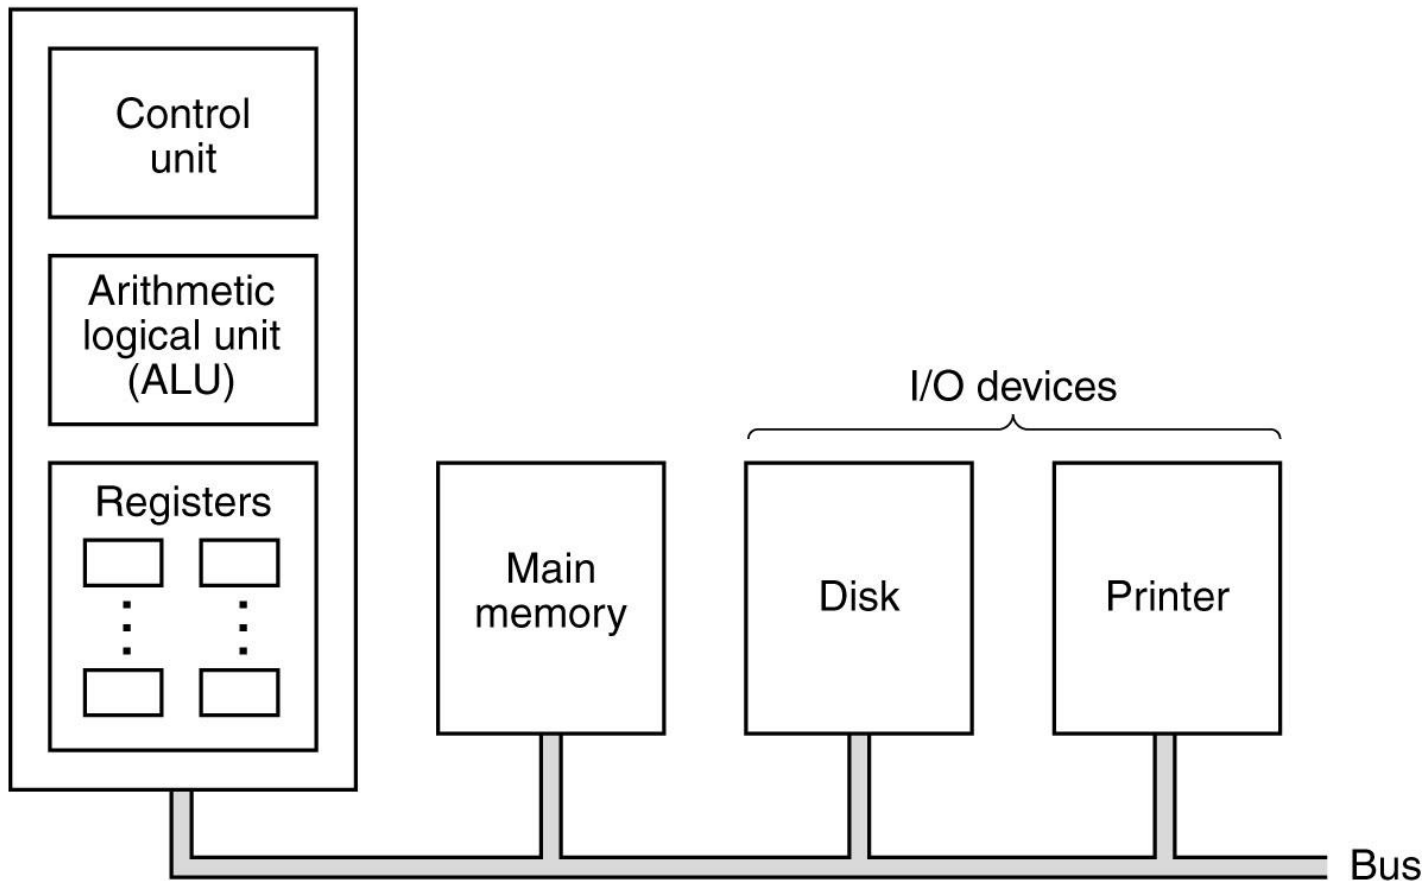 Control
unit
Arithmetic
logical unit
(ALU)
Registers
I/O devices
Main
memory
Disk
Printer
Bus